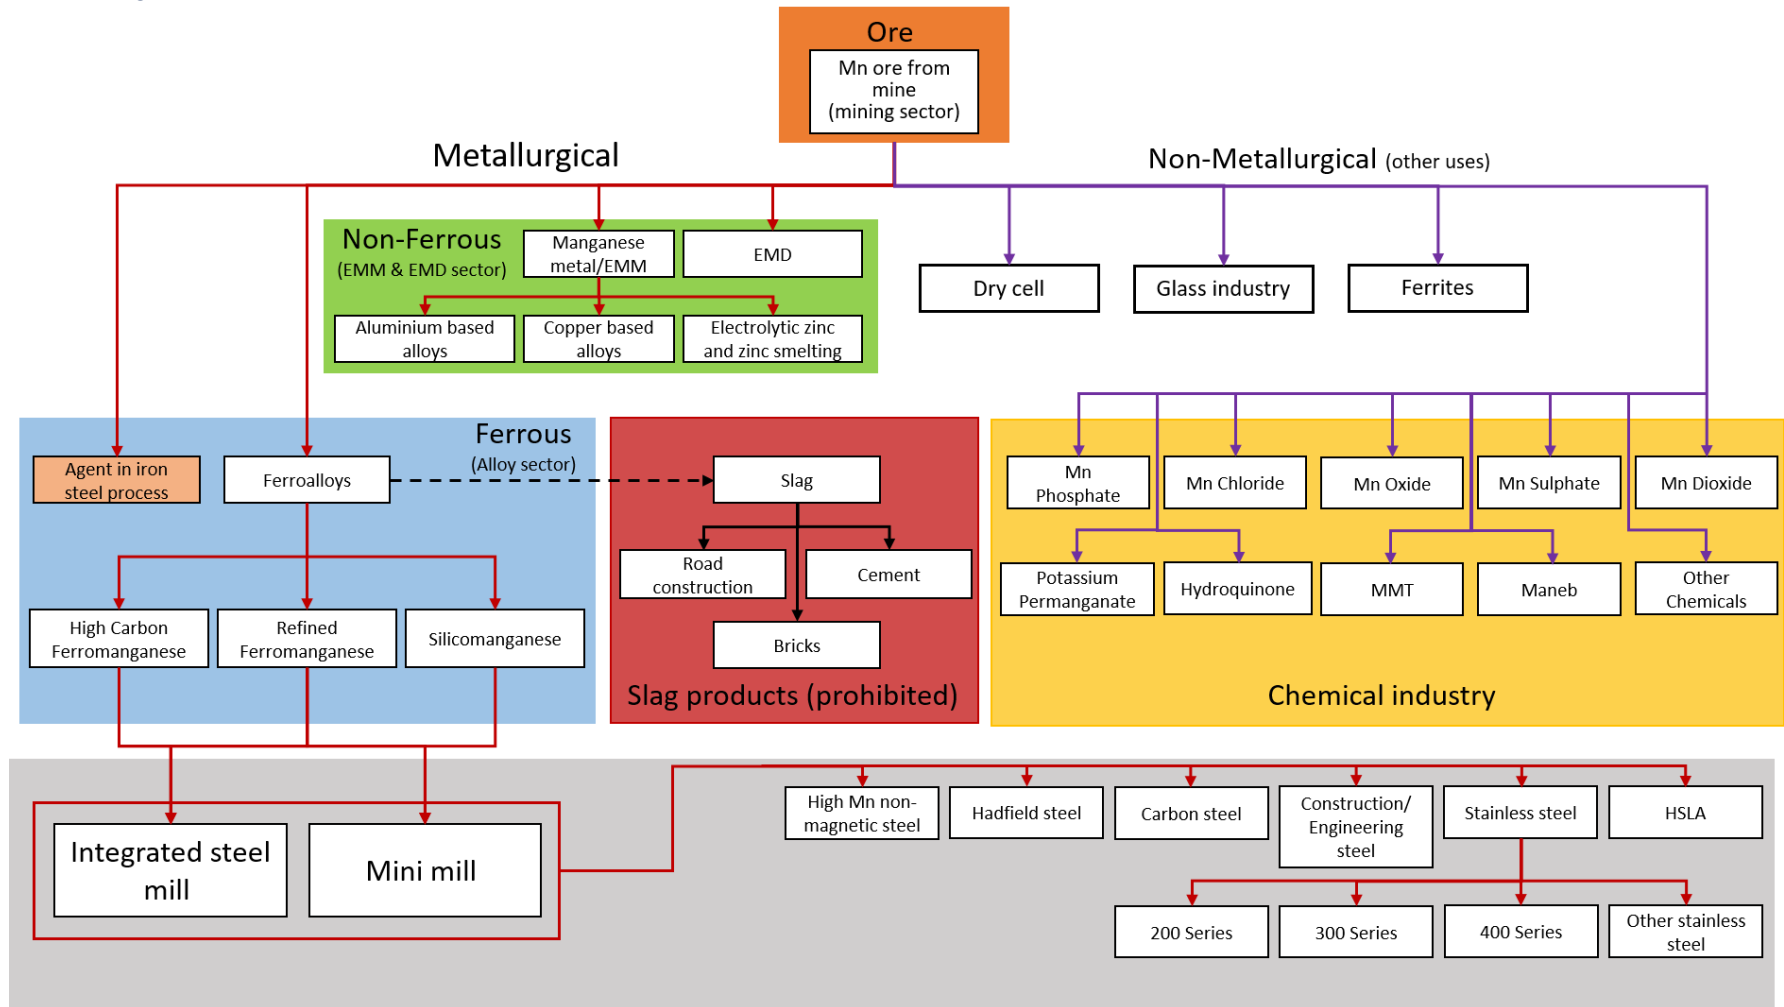 Ore
Mn ore from
mine
(mining sector)
Metallurgical
Non-Metallurgical (other uses)
Non-Ferrous
(EMM & EMD sector)
Manganese
metal/EMM
EMD
Aluminium based
alloys
Copper based
alloys
Electrolytic zinc
and zinc smelting
Dry cell
Glass industry
Ferrites
Ferrous
(Alloy sector)
Agent in iron
steel process
Ferroalloys
High Carbon
Ferromanganese
Refined
Ferromanganese
Silicomanganese
Slag
Road
construction
Cement
Bricks
Slag products (prohibited)
Mn
Phosphate
Mn Chloride
Mn Oxide
Mn Sulphate
Mn Dioxide
Potassium
Permanganate
Hydroquinone
MMT
Maneb
Other
Chemicals
Chemical industry
Integrated steel
mill
Mini mill
High Mn non-
magnetic steel
Hadfield steel
Carbon steel
Construction/
Engineering
steel
Stainless steel
HSLA
200 Series
300 Series
400 Series
Other stainless
steel